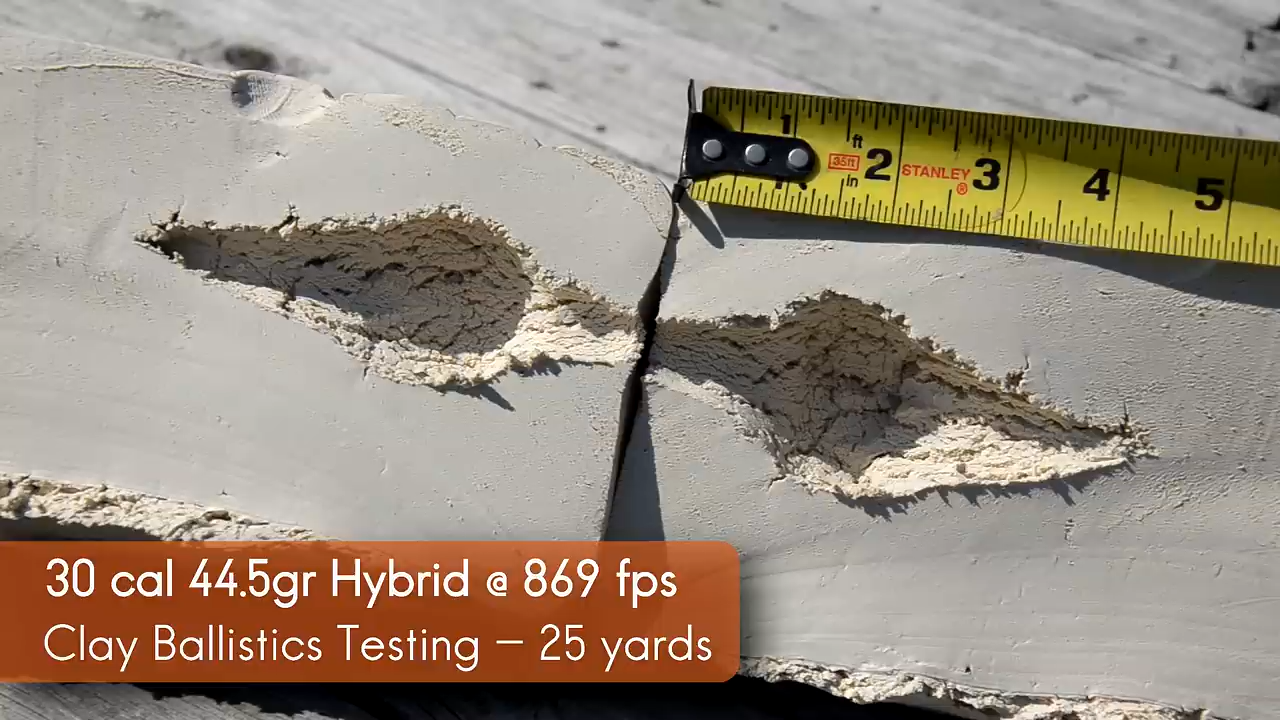 1 2 3 4 5
ft
35ft
in
STANLEY
®
30 cal 44.5gr Hybrid @ 869 fps
Clay Ballistics Testing – 25 yards